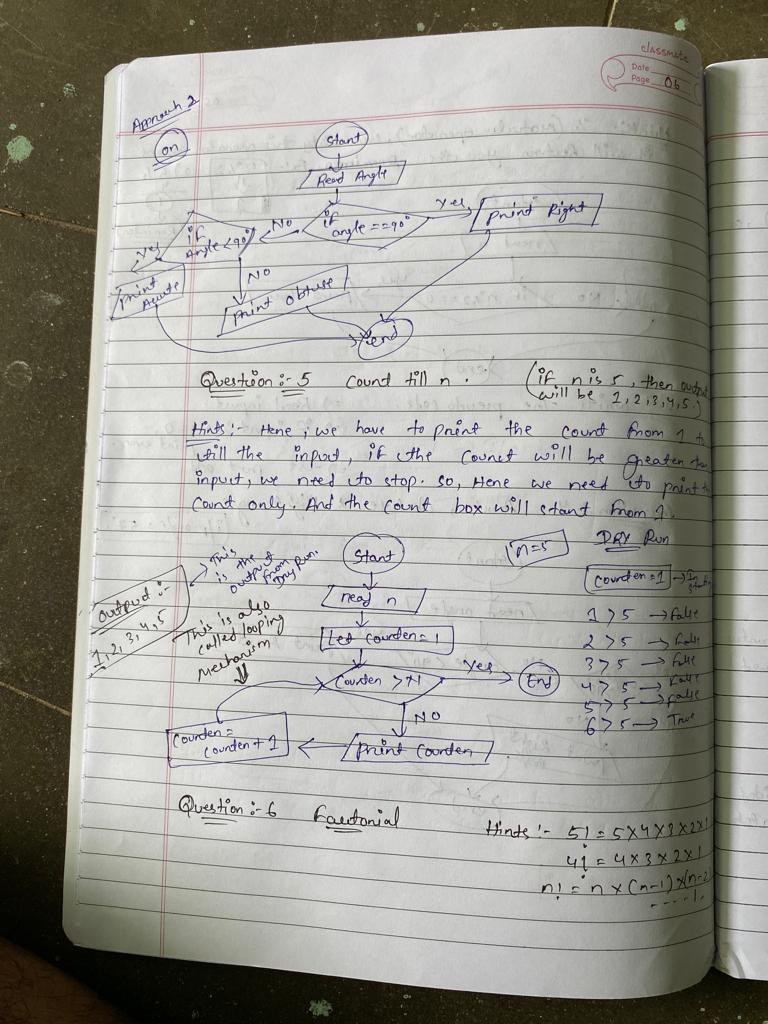 classmate
Date
Page 06
Approach 2
On
Start
Read Angle
if angle==90°
Yes
Print Right
No
if Angle<90°
Yes
Print Acute
NO
Print Obtuse
end
Question:- 5 Count till n. (if n is 5, then output
will be 1,2,3,4,5.)
Hints:- Here, we have to print the count from 1 to
till the input, if the count will be greater than
input, we need to stop. So, Here we need to print the
count only. And the count box will start from 1.
Start
n=5
DRY Run
read n
Let counter=1
Counter >N
Yes
End
NO
Print Counter
Counter=
Counter+1
Output:-
1,2,3,4,5
This
is the
output
from
Dry Run.
This is also
called looping
Mechanism
counter=1
1>5 → False
2>5 → False
3>5 → False
4>5 → False
5>5 → False
6>5 → True
Question:- 6 Factorial
Hints:- 5! = 5×4×3×2×1
4! = 4×3×2×1
n! = n×(n-1)×(n-2)
-----1.